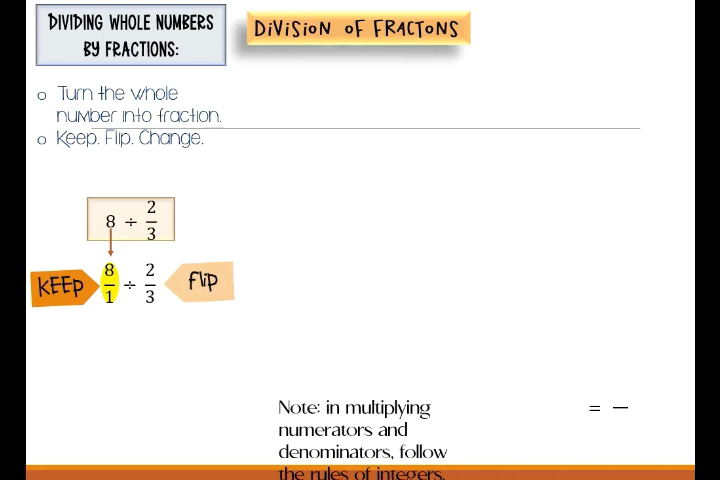 DIVIDING WHOLE NUMBERS
BY FRACTIONS:
DIVISION OF FRACTONS
o Turn the whole
number into fraction.
o Keep. Flip. Change.
8 ÷ 2/3
KEEP 8/1 ÷ 2/3 FlIP
Note: in multiplying
numerators and
denominators, follow
the rules of integers.
= —